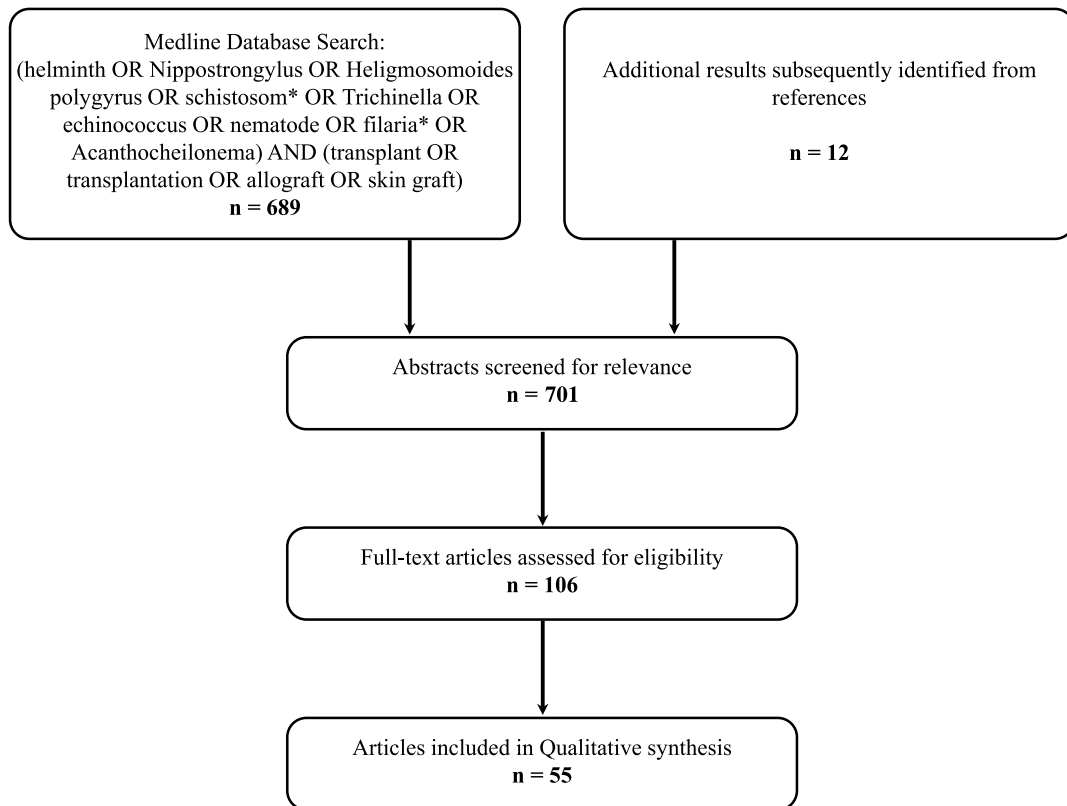 Medline Database Search:
(helminth OR Nippostrongylus OR Heligmosomoides
polygyrus OR schistosom* OR Trichinella OR
echinococcus OR nematode OR filaria* OR
Acanthocheilonema) AND (transplant OR
transplantation OR allograft OR skin graft)
n = 689
Additional results subsequently identified from
references
n = 12
Abstracts screened for relevance
n = 701
Full-text articles assessed for eligibility
n = 106
Articles included in Qualitative synthesis
n = 55